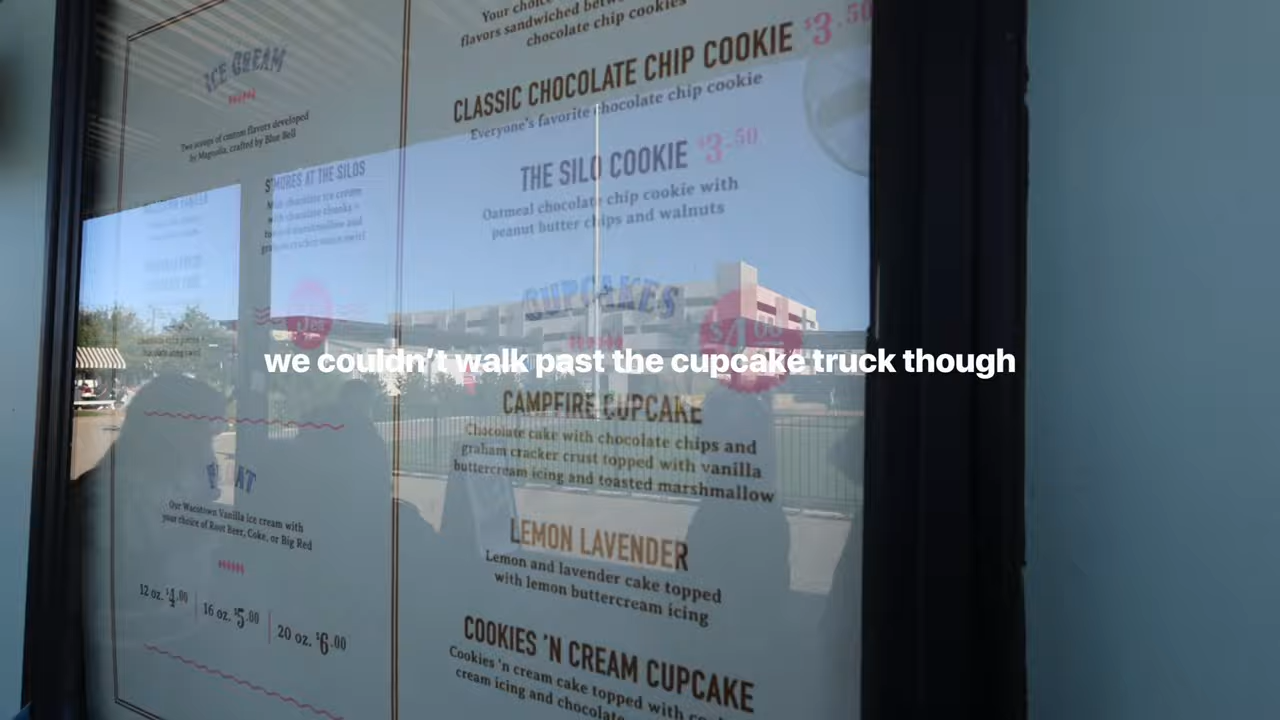 ICE CREAM
Two scoops of custom flavors developed
by Magnolia, crafted by Blue Bell
S'MORES AT THE SILOS
FLOAT
Our Wacotown Vanilla ice cream with
your choice of Root Beer, Coke, or Big Red
12 oz. $4.00
16 oz. $5.00
20 oz. $6.00
Your choice
flavors sandwiched between
chocolate chip cookies
CLASSIC CHOCOLATE CHIP COOKIE $3.50
Everyone's favorite chocolate chip cookie
THE SILO COOKIE $3.50
Oatmeal chocolate chip cookie with
peanut butter chips and walnuts
CUPCAKES
$4.00
we couldn't walk past the cupcake truck though
CAMPFIRE CUPCAKE
Chocolate cake with chocolate chips and
graham cracker crust topped with vanilla
buttercream icing and toasted marshmallow
LEMON LAVENDER
Lemon and lavender cake topped
with lemon buttercream icing
COOKIES 'N CREAM CUPCAKE
Cookies 'n cream cake topped with
cream icing and